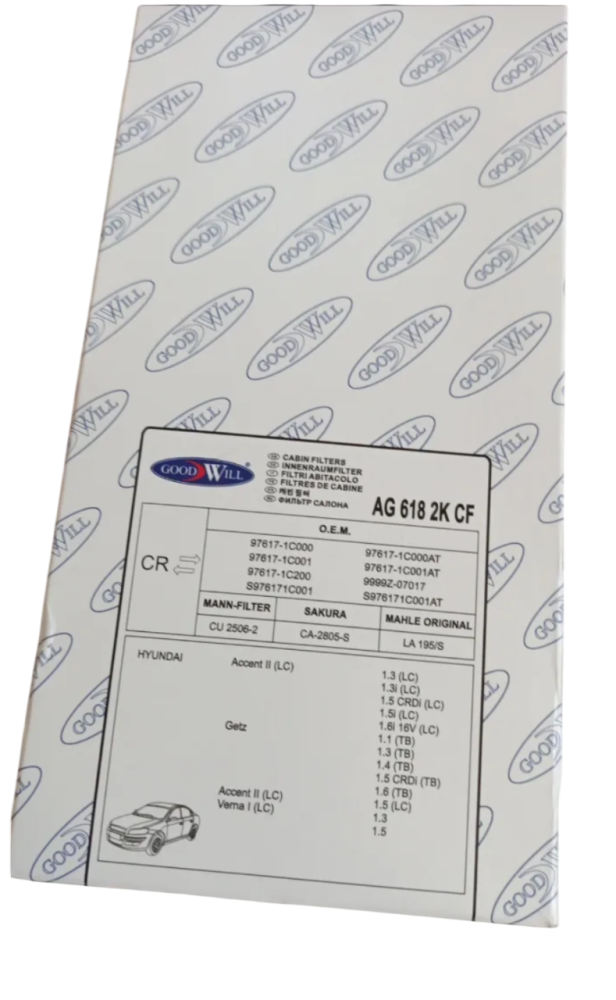 GOOD WILL
CABIN FILTERS
INNENRAUMFILTER
FILTRI ABITACOLO
FILTRES DE CABINE
캐빈 필터
ФИЛЬТР САЛОНА
AG 618 2K CF
CR
O.E.M.
97617-1C000 97617-1C000AT
97617-1C001 97617-1C001AT
97617-1C200 9999Z-07017
S976171C001 S976171C001AT
MANN-FILTER SAKURA MAHLE ORIGINAL
CU 2506-2 CA-2805-S LA 195/S
HYUNDAI Accent II (LC) 1.3 (LC)
1.3i (LC)
1.5 CRDi (LC)
1.5i (LC)
1.6i 16V (LC)
Getz 1.1 (TB)
1.3 (TB)
1.4 (TB)
1.5 CRDi (TB)
1.6 (TB)
Accent II (LC) 1.5 (LC)
Verna I (LC) 1.3
1.5